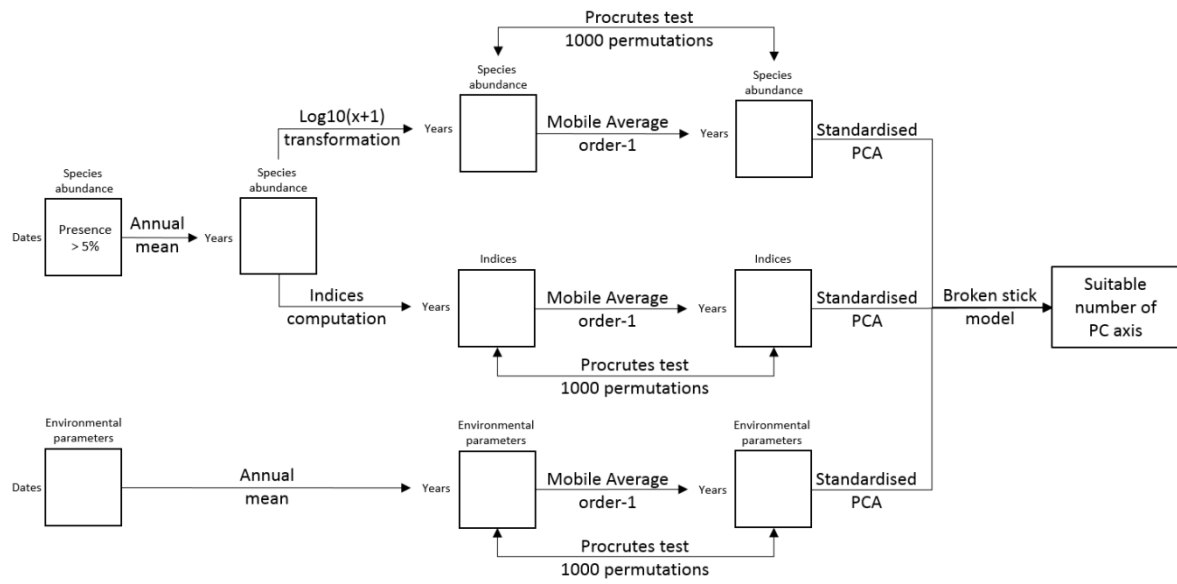 Procrutes test
1000 permutations
Species
abundance
Species
abundance
Log10(x+1)
transformation
Years
Mobile Average
order-1
Years
Standardised
PCA
Species
abundance
Species
abundance
Dates
Presence
> 5%
Annual
mean
Years
Indices
Indices
Indices
computation
Years
Mobile Average
order-1
Years
Standardised
PCA
Broken stick
model
Suitable
number of
PC axis
Procrutes test
1000 permutations
Environmental
parameters
Environmental
parameters
Environmental
parameters
Dates
Annual
mean
Years
Mobile Average
order-1
Years
Standardised
PCA
Procrutes test
1000 permutations